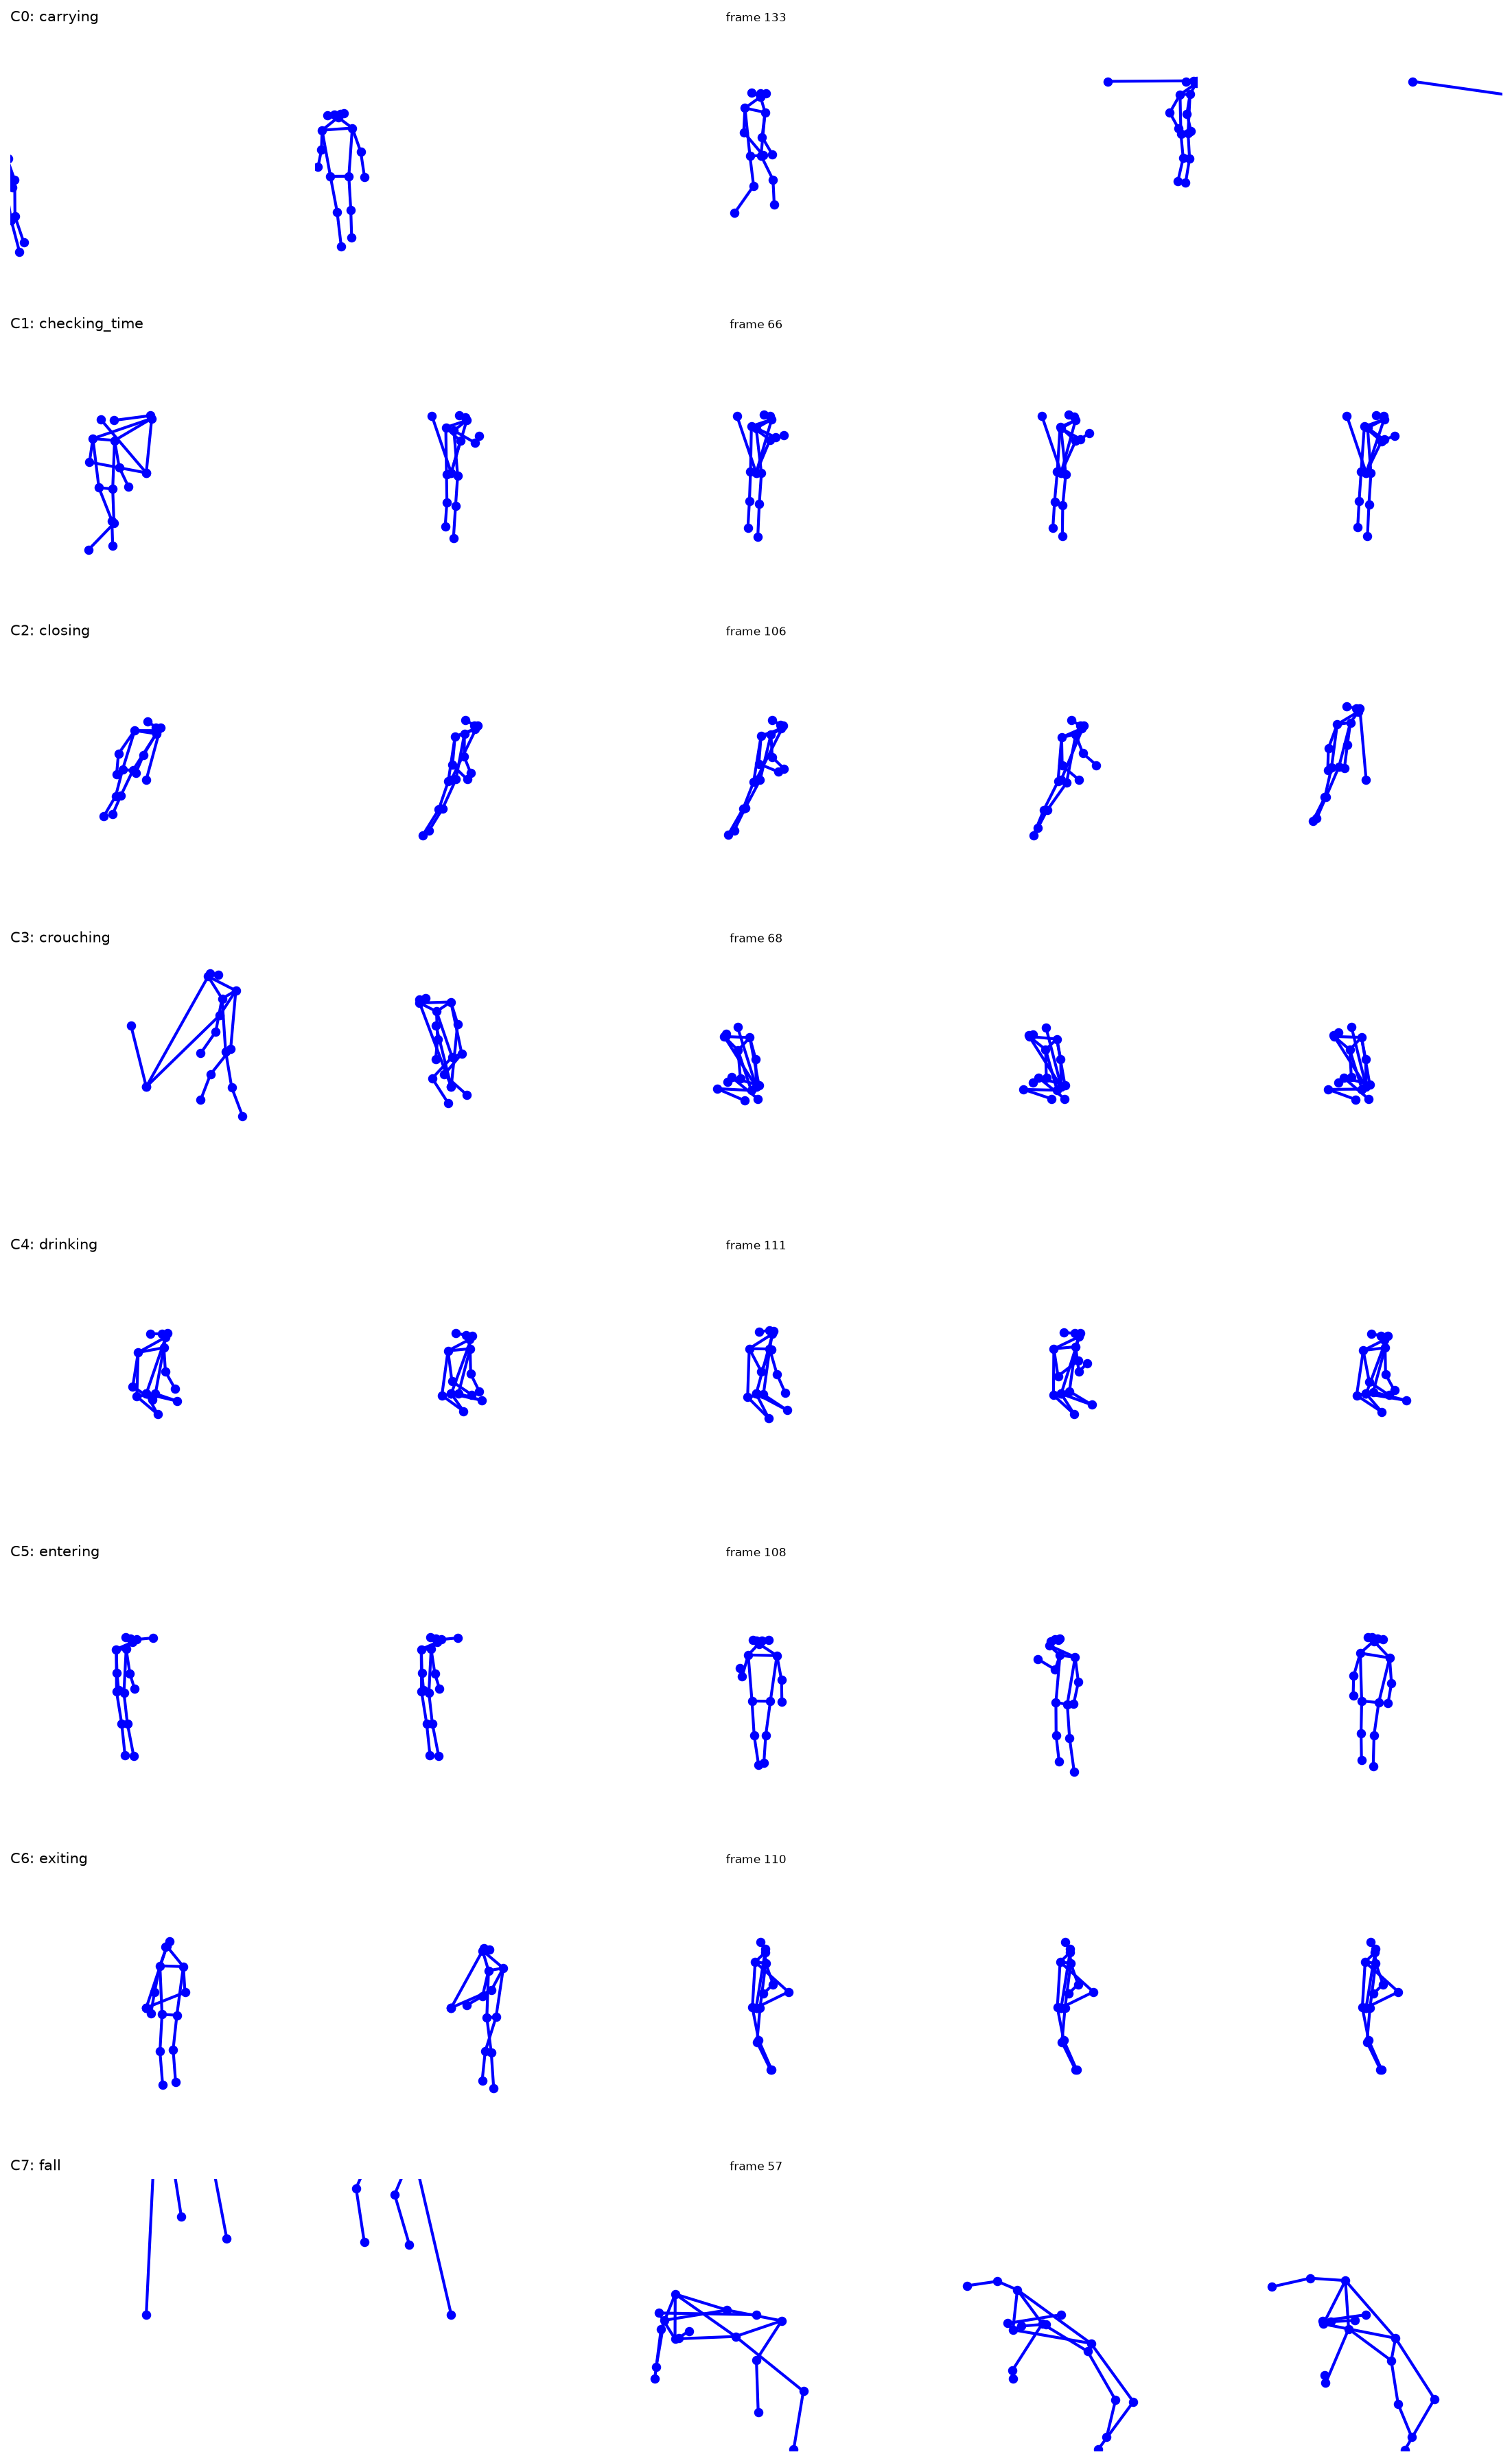 C0: carrying
frame 133
C1: checking_time
frame 66
C2: closing
frame 106
C3: crouching
frame 68
C4: drinking
frame 111
C5: entering
frame 108
C6: exiting
frame 110
C7: fall
frame 57